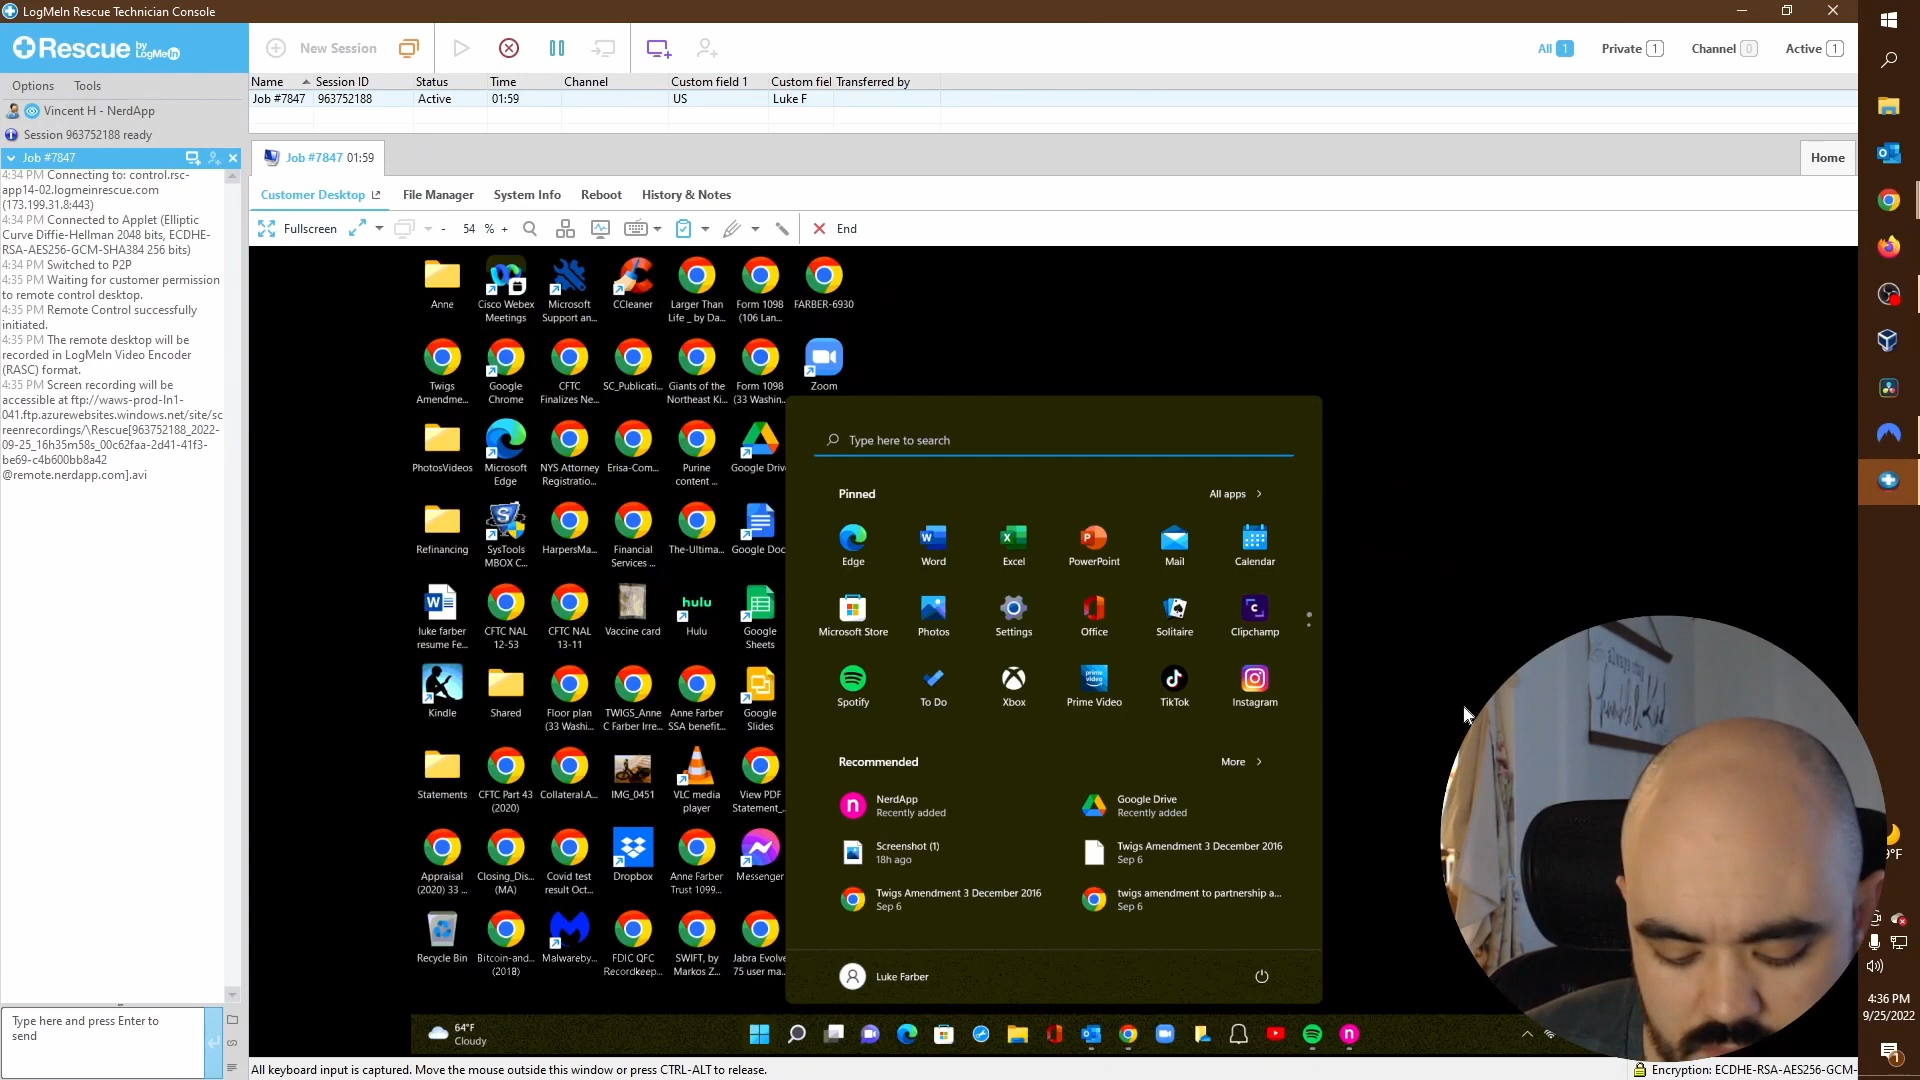 LogMeIn Rescue Technician Console
Rescue by LogMeIn
New Session
All 1
Private 1
Channel 0
Active 1
Options Tools
Vincent H - NerdApp
Session 963752188 ready
Job #7847
4:34 PM Connecting to: control.rsc-
app14-02.logmeinrescue.com
(173.199.31.8:443)
4:34 PM Connected to Applet (Elliptic
Curve Diffie-Hellman 2048 bits, ECDHE-
RSA-AES256-GCM-SHA384 256 bits)
4:34 PM Switched to P2P
4:35 PM Waiting for customer permission
to remote control desktop.
4:35 PM Remote Control successfully
initiated.
4:35 PM The remote desktop will be
recorded in LogMeIn Video Encoder
(RASC) format.
4:35 PM Screen recording will be
accessible at ftp://waws-prod-ln1-
041.ftp.azurewebsites.windows.net/site/sc
reenrecordings/\Rescue[963752188_2022-
09-25_16h35m58s_00c62faa-2d41-41f3-
be69-c4b600bb8a42
@remote.nerdapp.com].avi
Type here and press Enter to
send
Name Session ID Status Time Channel Custom field 1 Custom fiel Transferred by
Job #7847 963752188 Active 01:59 US Luke F
Job #7847 01:59
Home
Customer Desktop File Manager System Info Reboot History & Notes
Fullscreen - 54 % + End
Anne
Cisco Webex
Meetings
Microsoft
Support an...
CCleaner
Larger Than
Life _ by Da...
Form 1098
(106 Lan...
FARBER-6930
Twigs
Amendme...
Google
Chrome
CFTC
Finalizes Ne...
SC_Publicati...
Giants of the
Northeast Ki...
Form 1098
(33 Washin...
Zoom
PhotosVideos
Microsoft
Edge
NYS Attorney
Registratio...
Erisa-Com...
Purine
content ...
Google Driv
Refinancing
SysTools
MBOX C...
HarpersMa...
Financial
Services ...
The-Ultima...
Google Doc
luke farber
resume Fe...
CFTC NAL
12-53
CFTC NAL
13-11
Vaccine card
hulu
Hulu
Google
Sheets
Kindle
Shared
Floor plan
(33 Washi...
TWIGS_Anne
C Farber Irre...
Anne Farber
SSA benefit...
Google
Slides
Statements
CFTC Part 43
(2020)
Collateral.A...
IMG_0451
VLC media
player
View PDF
Statement_...
Appraisal
(2020) 33 ...
Closing_Dis...
(MA)
Covid test
result Oct...
Dropbox
Anne Farber
Trust 1099...
Messenger
Recycle Bin
Bitcoin-and...
(2018)
Malwareby...
FDIC QFC
Recordkeep...
SWIFT, by
Markos Z...
Jabra Evolve
75 user ma...
Type here to search
Pinned
All apps >
Edge
Word
Excel
PowerPoint
Mail
Calendar
Microsoft Store
Photos
Settings
Office
Solitaire
Clipchamp
Spotify
To Do
Xbox
prime video
Prime Video
TikTok
Instagram
Recommended
More >
NerdApp
Recently added
Google Drive
Recently added
Screenshot (1)
18h ago
Twigs Amendment 3 December 2016
Sep 6
Twigs Amendment 3 December 2016
Sep 6
twigs amendment to partnership a...
Sep 6
Luke Farber
64°F
Cloudy
All keyboard input is captured. Move the mouse outside this window or press CTRL-ALT to release.
Encryption: ECDHE-RSA-AES256-GCM-
9°F
4:36 PM
9/25/2022
1